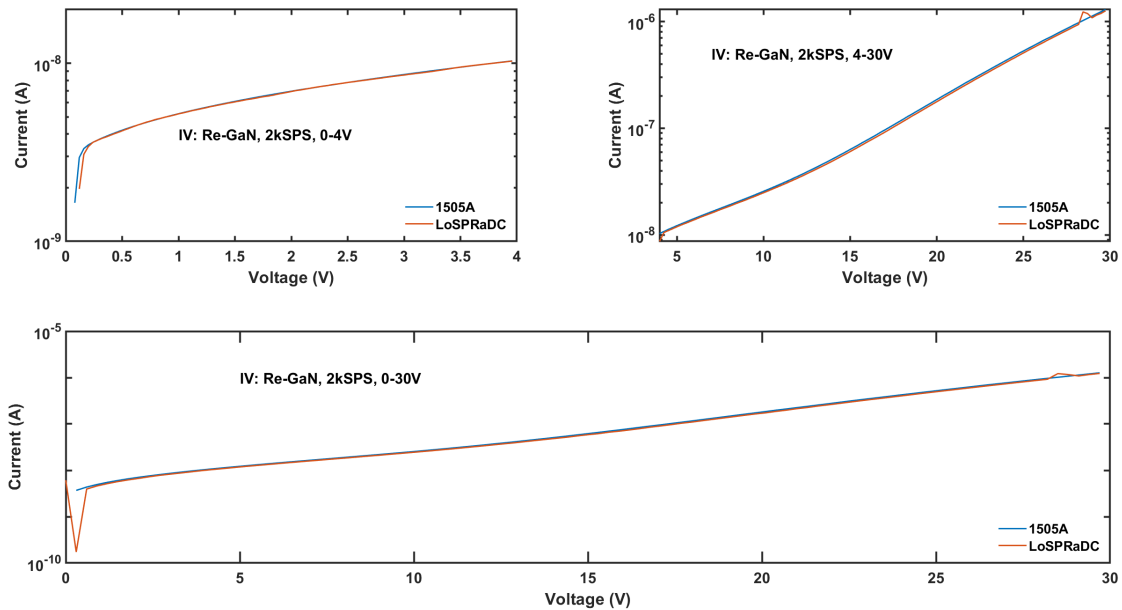 10^-8
10^-9
Current (A)
IV: Re-GaN, 2kSPS, 0-4V
1505A
LoSPRaDC
0 0.5 1 1.5 2 2.5 3 3.5 4
Voltage (V)
10^-6
10^-7
10^-8
Current (A)
IV: Re-GaN, 2kSPS, 4-30V
1505A
LoSPRaDC
5 10 15 20 25 30
Voltage (V)
10^-5
10^-10
Current (A)
IV: Re-GaN, 2kSPS, 0-30V
1505A
LoSPRaDC
0 5 10 15 20 25 30
Voltage (V)